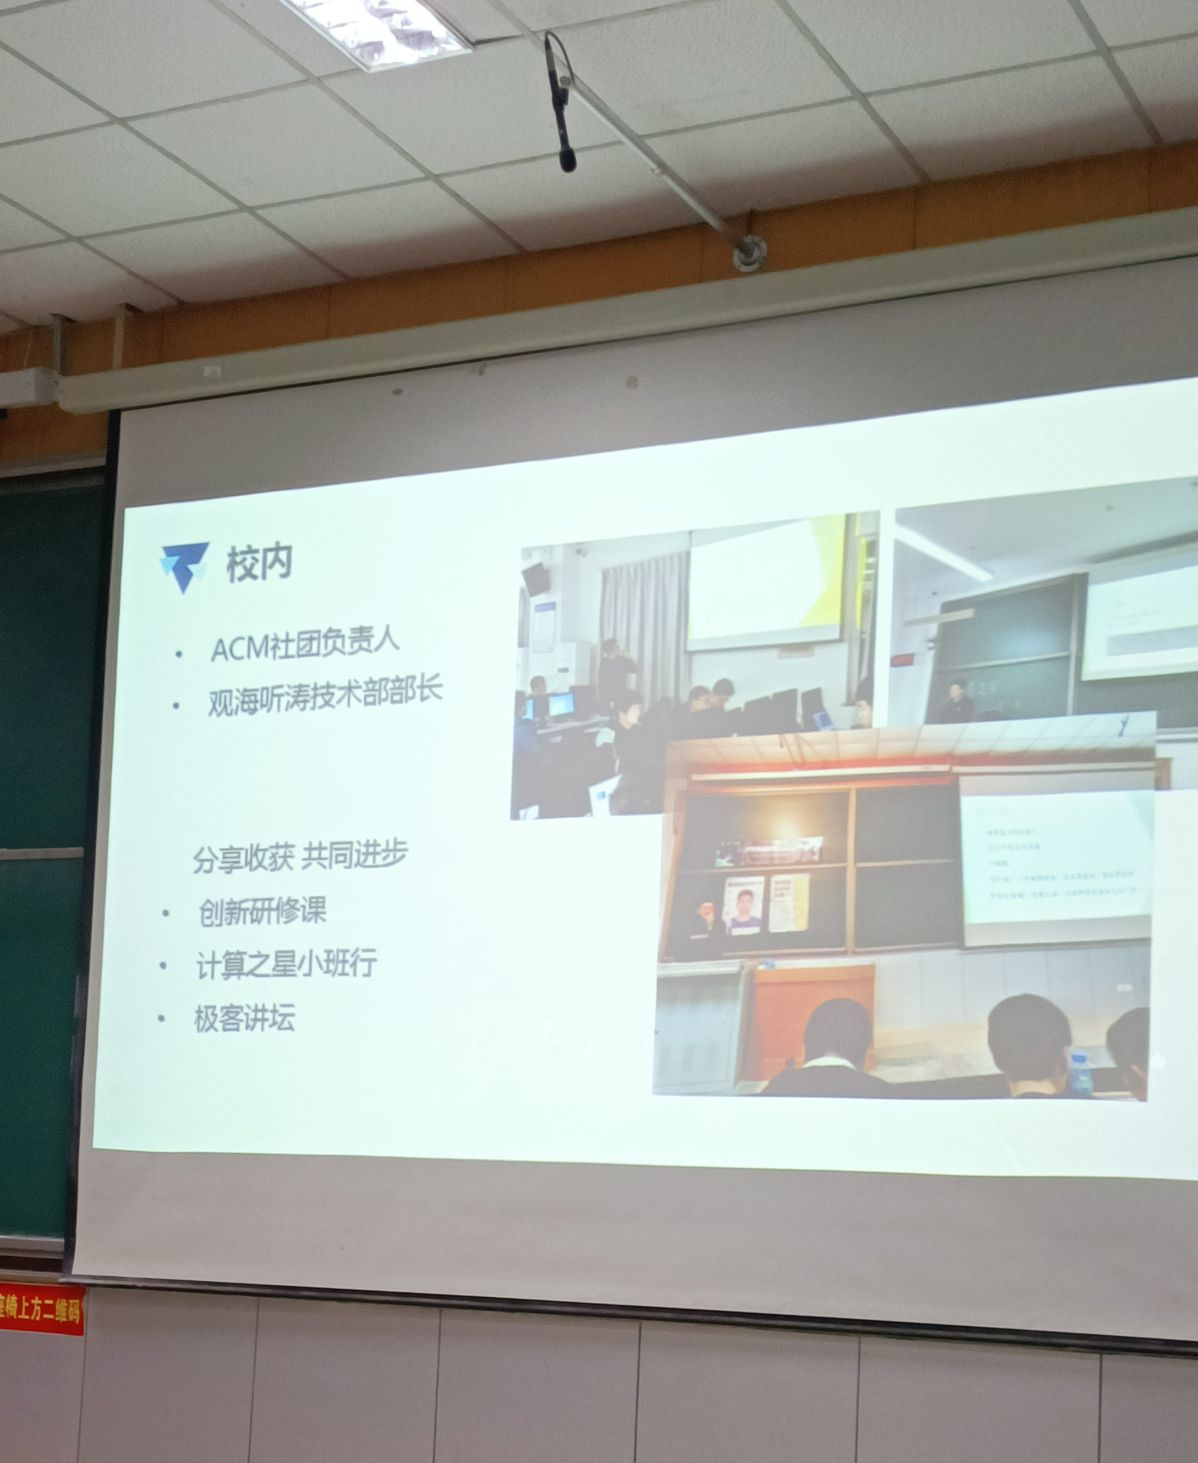 校内
ACM社团负责人
观海听涛技术部部长
分享收获 共同进步
创新研修课
计算之星小班行
极客讲坛
椅上方二维码